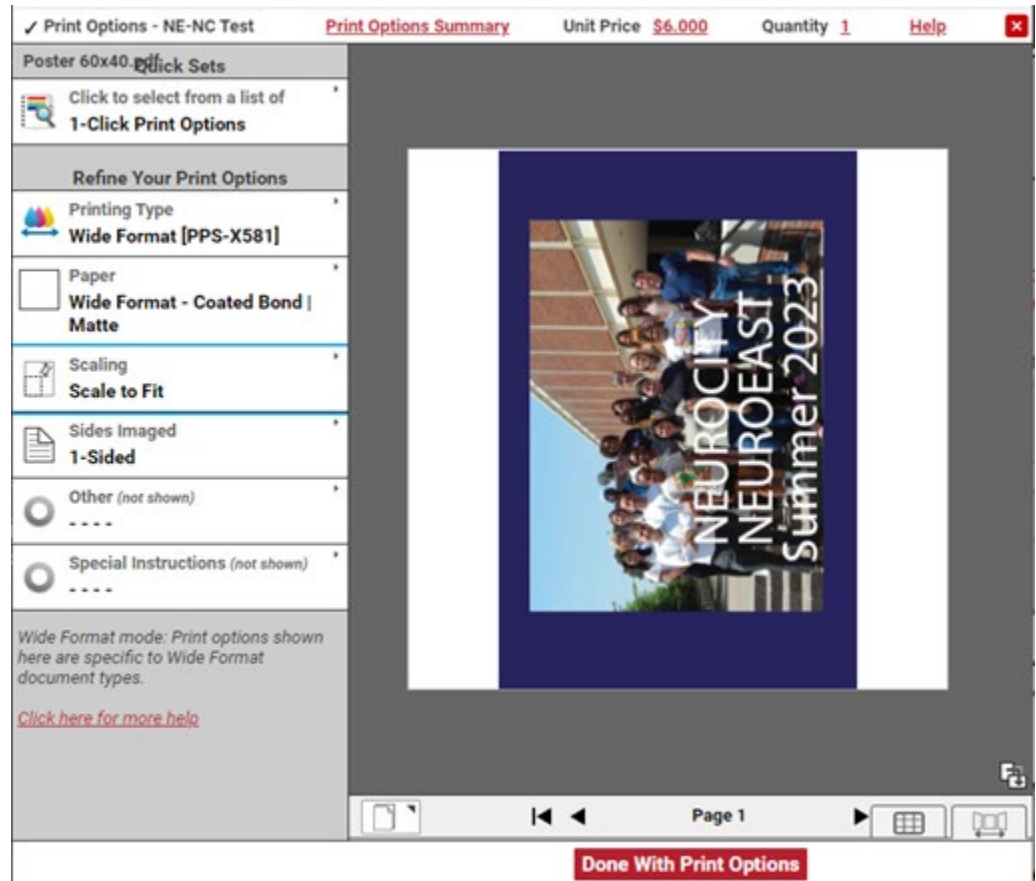 ✓ Print Options - NE-NC Test Print Options Summary Unit Price $6.000 Quantity 1 Help
Poster 60x40.pdf
Quick Sets
Click to select from a list of
1-Click Print Options
Refine Your Print Options
Printing Type
Wide Format [PPS-X581]
Paper
Wide Format - Coated Bond |
Matte
Scaling
Scale to Fit
Sides Imaged
1-Sided
Other (not shown)
- - - -
Special Instructions (not shown)
- - - -
Wide Format mode: Print options shown
here are specific to Wide Format
document types.
Click here for more help
NEUROCITY
NEUROEAST
Summer 2023
Page 1
Done With Print Options